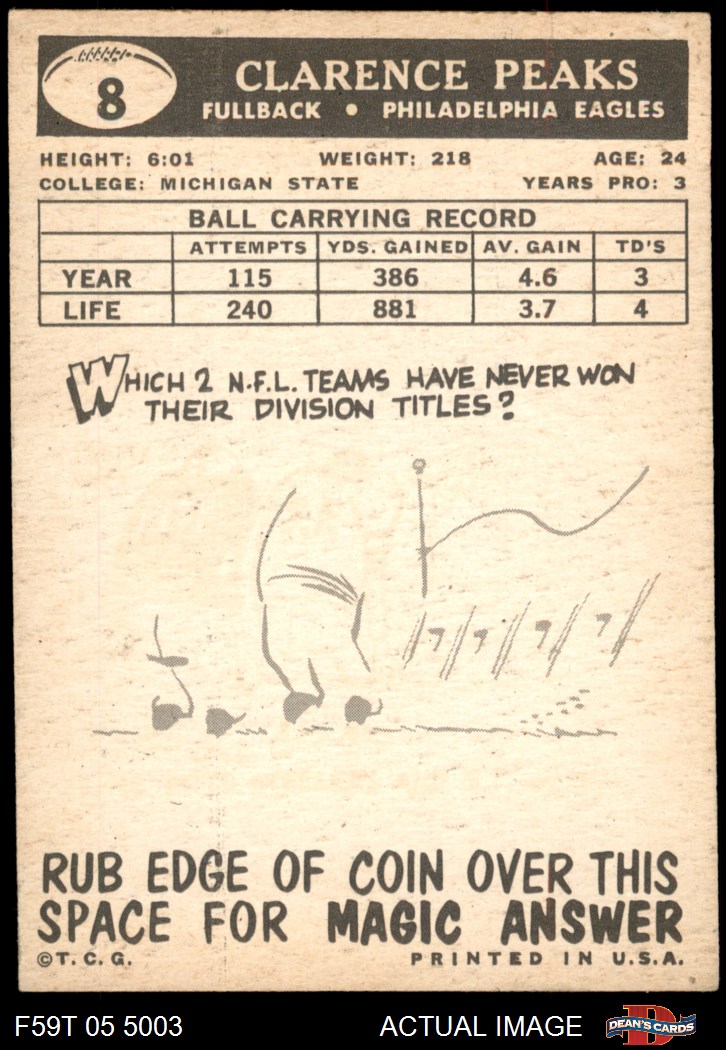 8
CLARENCE PEAKS
FULLBACK • PHILADELPHIA EAGLES
HEIGHT: 6:01 WEIGHT: 218 AGE: 24
COLLEGE: MICHIGAN STATE YEARS PRO: 3
BALL CARRYING RECORD
ATTEMPTS YDS. GAINED AV. GAIN TD'S
YEAR 115 386 4.6 3
LIFE 240 881 3.7 4
WHICH 2 N.F.L. TEAMS HAVE NEVER WON
THEIR DIVISION TITLES?
RUB EDGE OF COIN OVER THIS
SPACE FOR MAGIC ANSWER
©T.C.G. PRINTED IN U.S.A.
F59T 05 5003 ACTUAL IMAGE DEAN'S CARDS